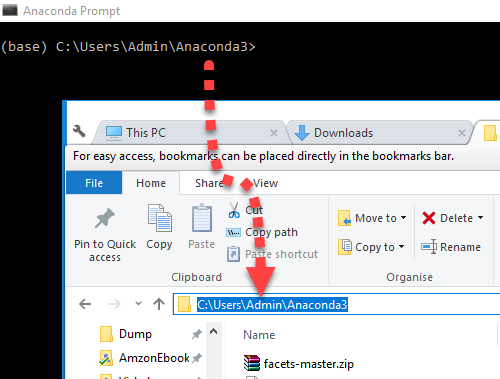 Anaconda Prompt
(base) C:\Users\Admin\Anaconda3>
This PC
Downloads
For easy access, bookmarks can be placed directly in the bookmarks bar.
File Home Share View
Pin to Quick access
Copy
Paste
Cut
Copy path
Paste shortcut
Move to
Copy to
Delete
Rename
Clipboard
Organise
C:\Users\Admin\Anaconda3
Dump
Name
AmzonEbook
facets-master.zip